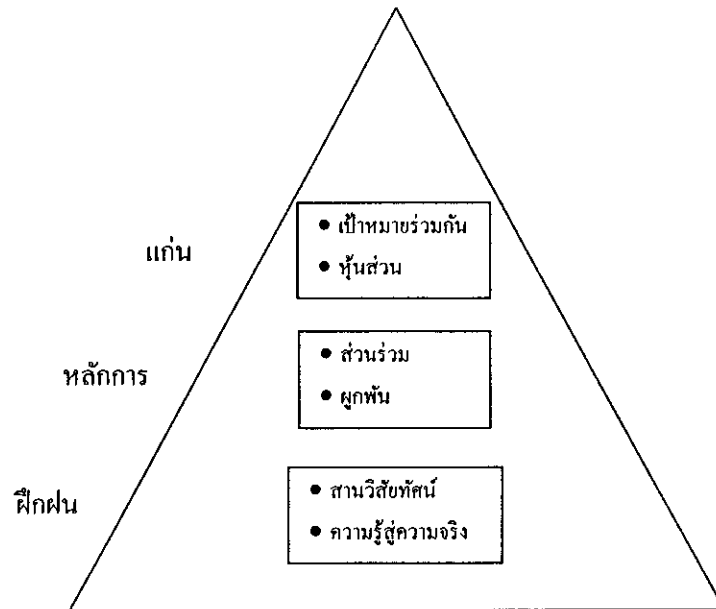 แก่น
● เป้าหมายร่วมกัน
● หุ้นส่วน
หลักการ
● ส่วนร่วม
● ผูกพัน
ฝึกฝน
● สานวิสัยทัศน์
● ความรู้สู่ความจริง